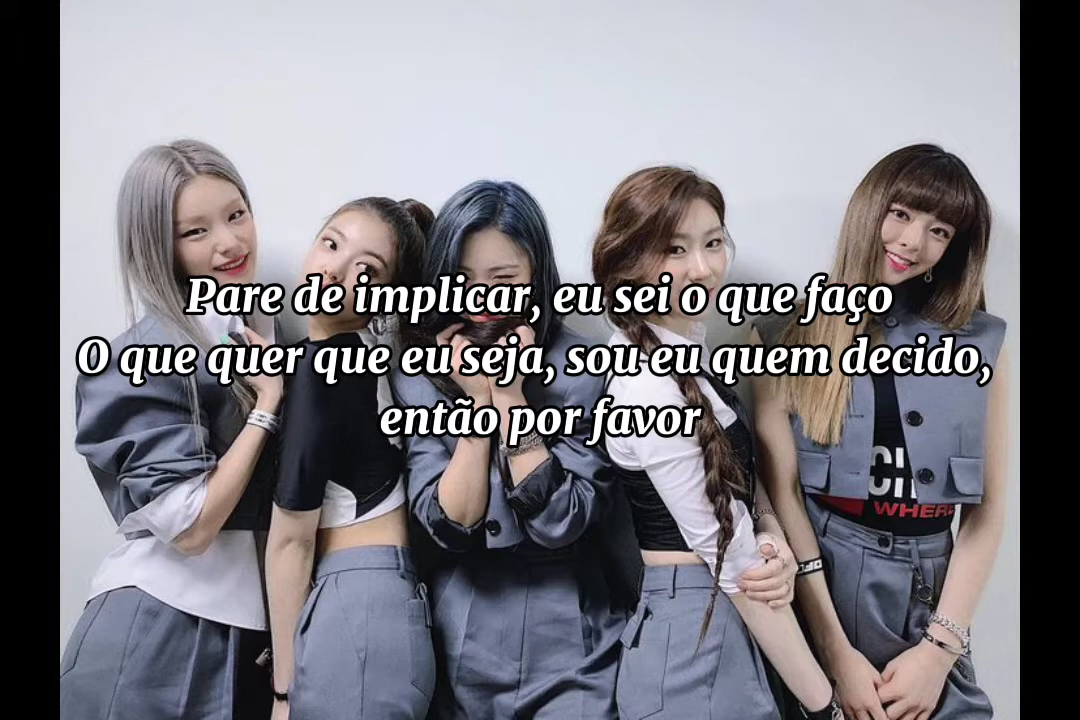 Pare de implicar, eu sei o que faço
O que quer que eu seja, sou eu quem decido,
então por favor
WHER